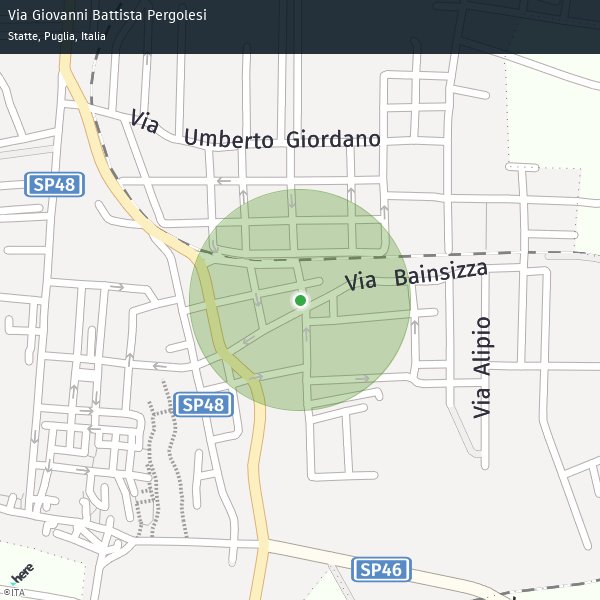 Via Giovanni Battista Pergolesi
Statte, Puglia, Italia
Via Umberto Giordano
SP48
Via Bainsizza
Via Alipio
SP48
SP46
here
©ITA